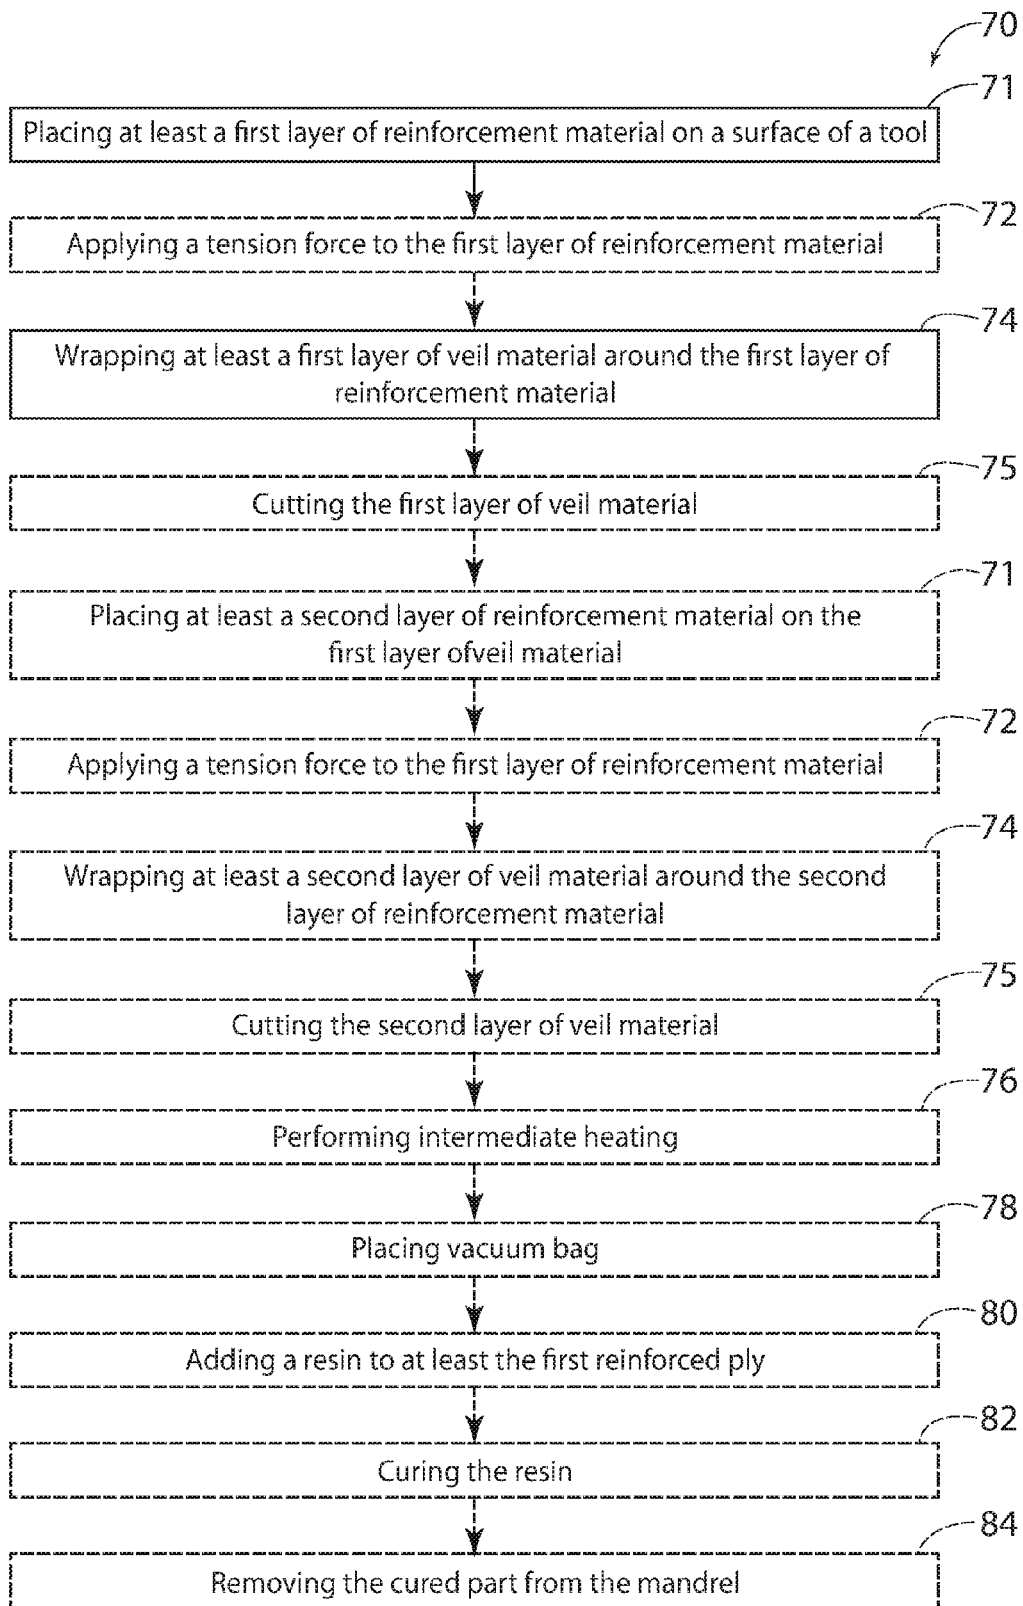 70
71
Placing at least a first layer of reinforcement material on a surface of a tool
72
Applying a tension force to the first layer of reinforcement material
74
Wrapping at least a first layer of veil material around the first layer of
reinforcement material
75
Cutting the first layer of veil material
71
Placing at least a second layer of reinforcement material on the
first layer ofveil material
72
Applying a tension force to the first layer of reinforcement material
74
Wrapping at least a second layer of veil material around the second
layer of reinforcement material
75
Cutting the second layer of veil material
76
Performing intermediate heating
78
Placing vacuum bag
80
Adding a resin to at least the first reinforced ply
82
Curing the resin
84
Removing the cured part from the mandrel